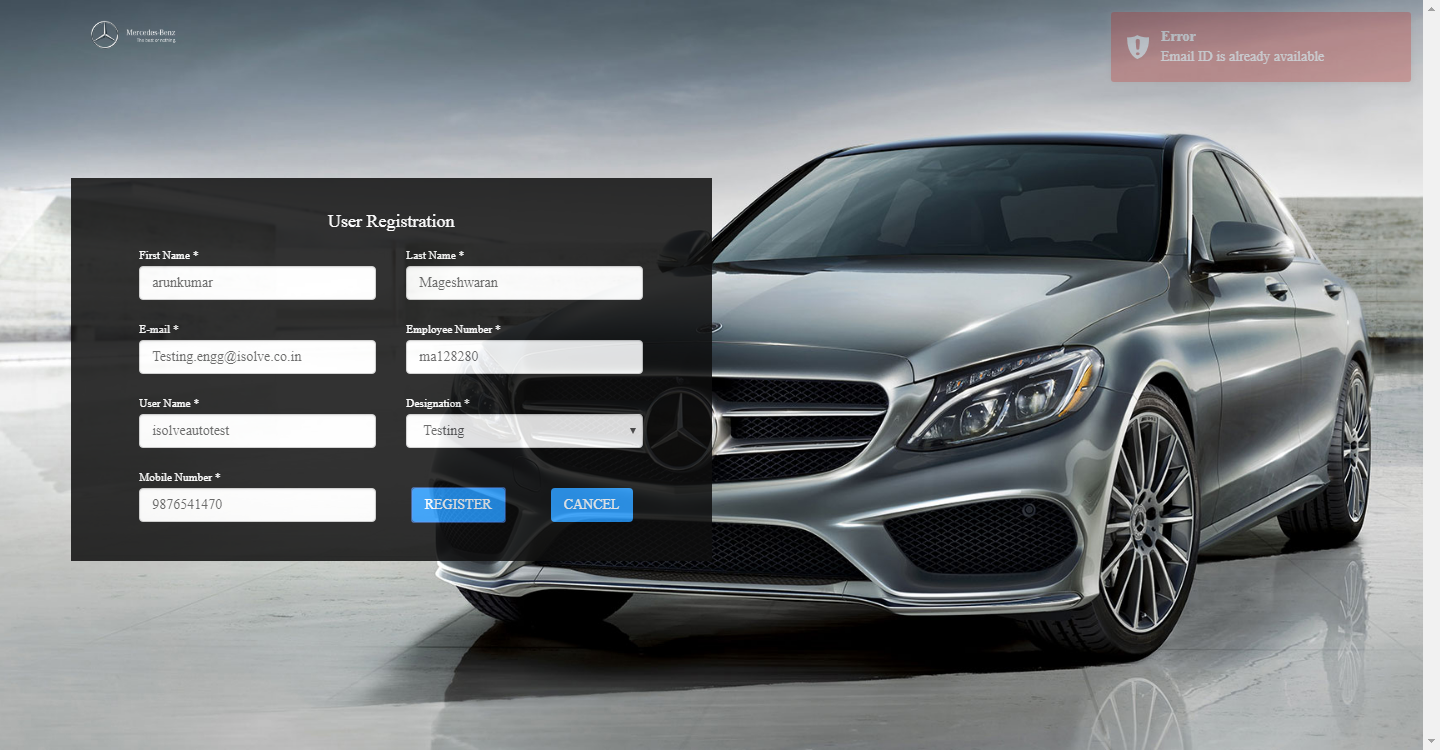 Mercedes-Benz
The best or nothing.
Error
Email ID is already available
User Registration
First Name *
Last Name *
arunkumar
Mageshwaran
E-mail *
Employee Number *
Testing.engg@isolve.co.in
ma128280
User Name *
Designation *
isolveautotest
Testing
Mobile Number *
9876541470
REGISTER
CANCEL